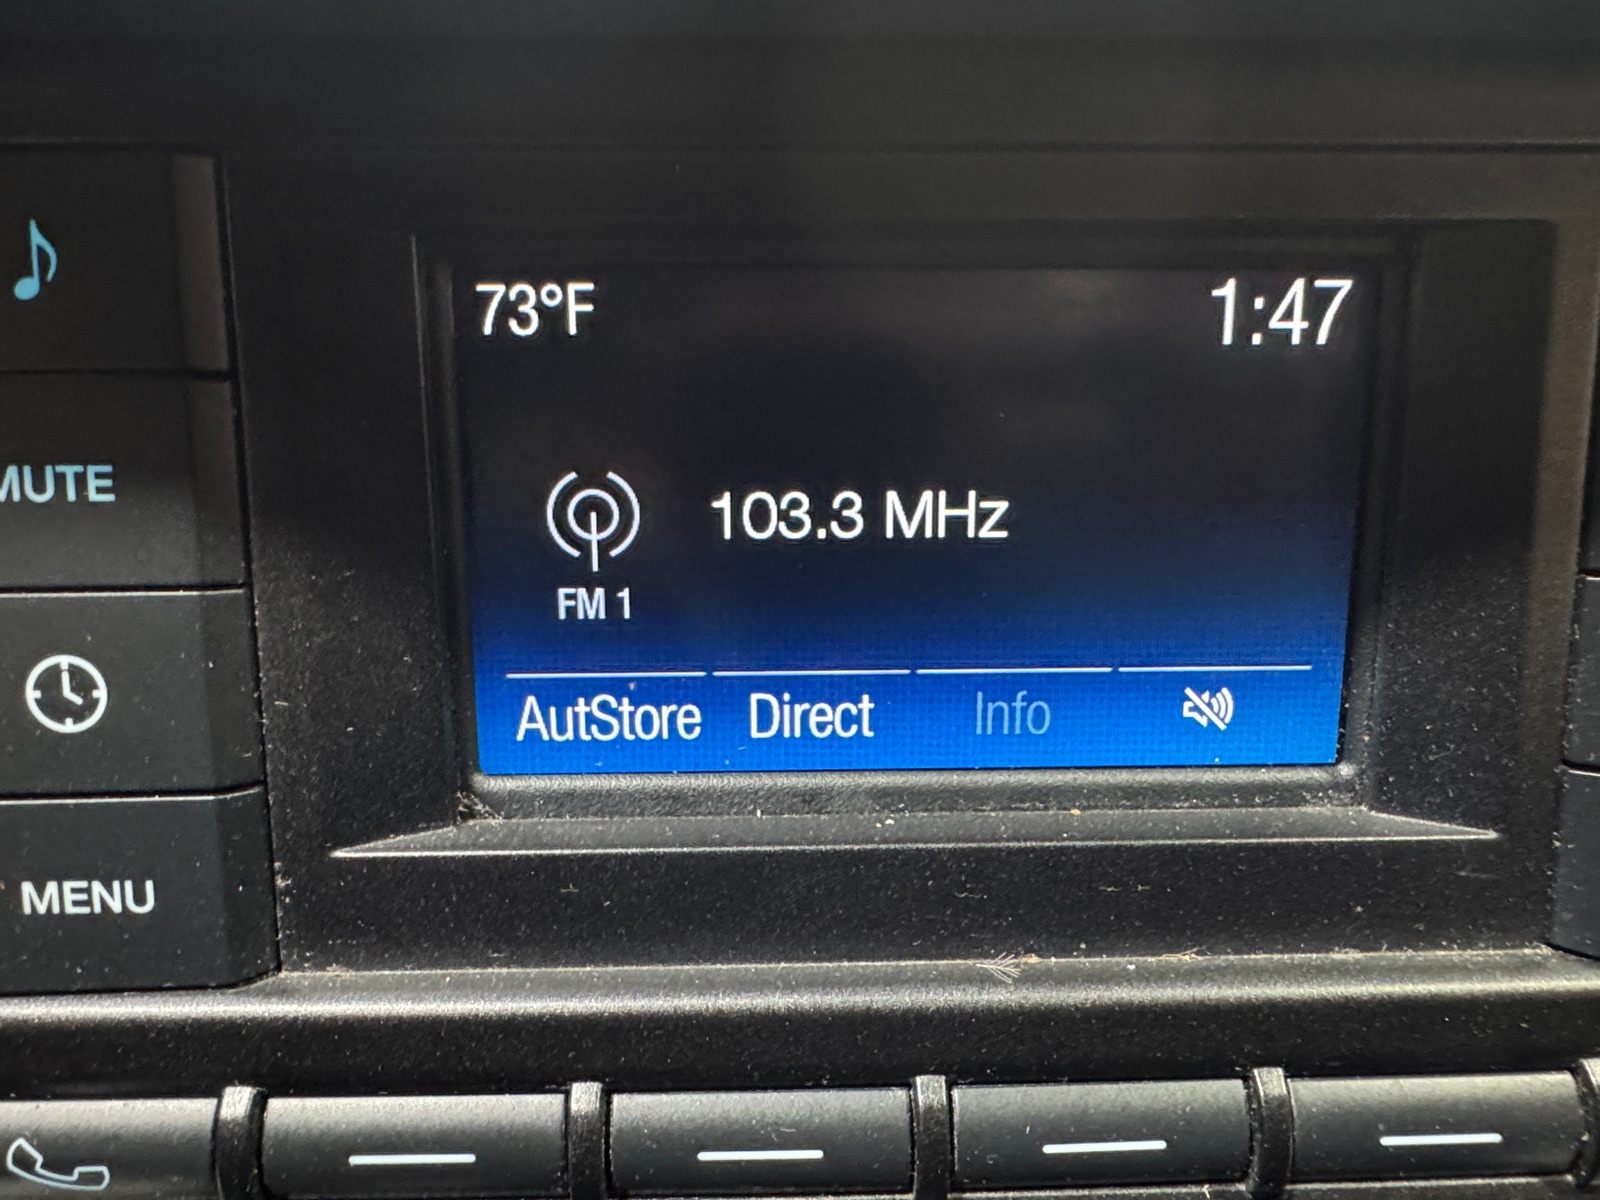 73°F
1:47
MUTE
103.3 MHz
FM 1
AutStore
Direct
Info
MENU